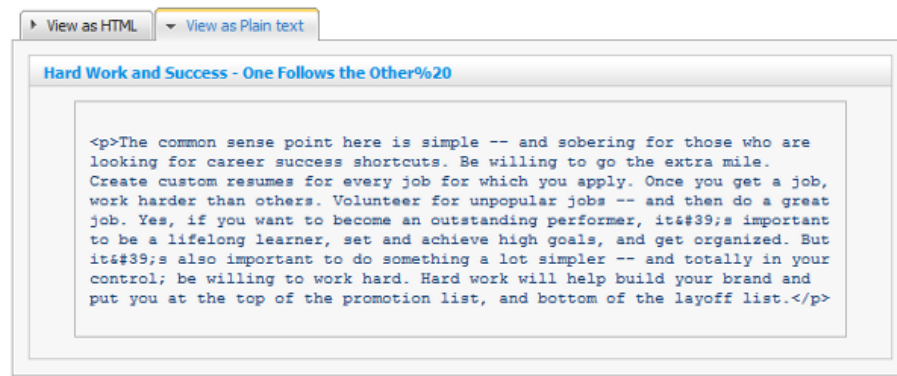 View as HTML View as Plain text
Hard Work and Success - One Follows the Other%20
<p>The common sense point here is simple -- and sobering for those who are
looking for career success shortcuts. Be willing to go the extra mile.
Create custom resumes for every job for which you apply. Once you get a job,
work harder than others. Volunteer for unpopular jobs -- and then do a great
job. Yes, if you want to become an outstanding performer, it&#39;s important
to be a lifelong learner, set and achieve high goals, and get organized. But
it&#39;s also important to do something a lot simpler -- and totally in your
control; be willing to work hard. Hard work will help build your brand and
put you at the top of the promotion list, and bottom of the layoff list.</p>